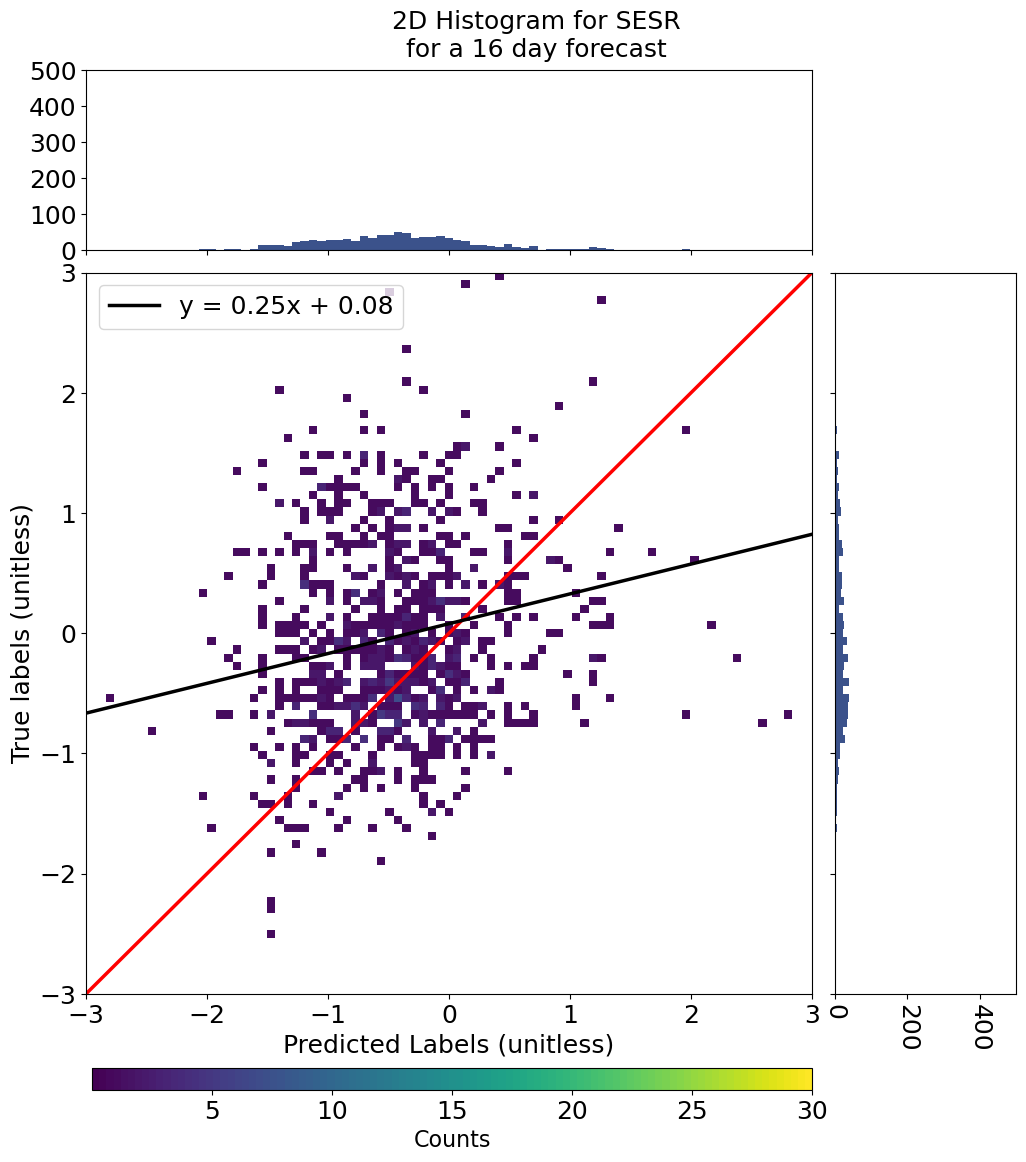 2D Histogram for SESR
for a 16 day forecast
500
400
300
200
100
0
y = 0.25x + 0.08
3
2
1
0
−1
−2
−3
True labels (unitless)
−3 −2 −1 0 1 2 3
Predicted Labels (unitless)
0 200 400
5 10 15 20 25 30
Counts